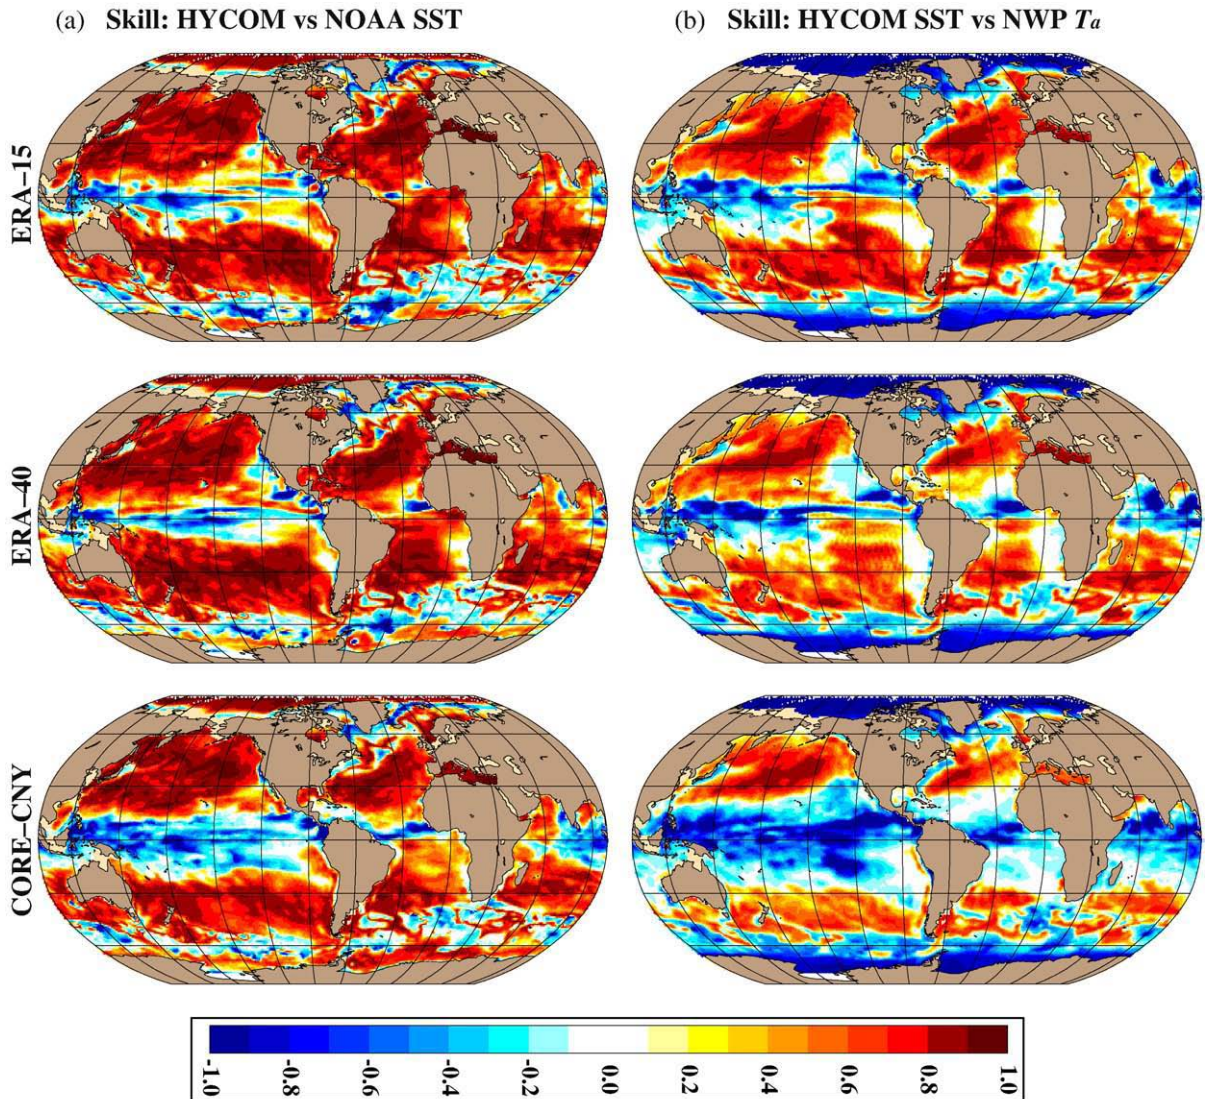 (a) Skill: HYCOM vs NOAA SST
(b) Skill: HYCOM SST vs NWP Ta
ERA–15
ERA–40
CORE–CNY
-1.0 -0.8 -0.6 -0.4 -0.2 0.0 0.2 0.4 0.6 0.8 1.0